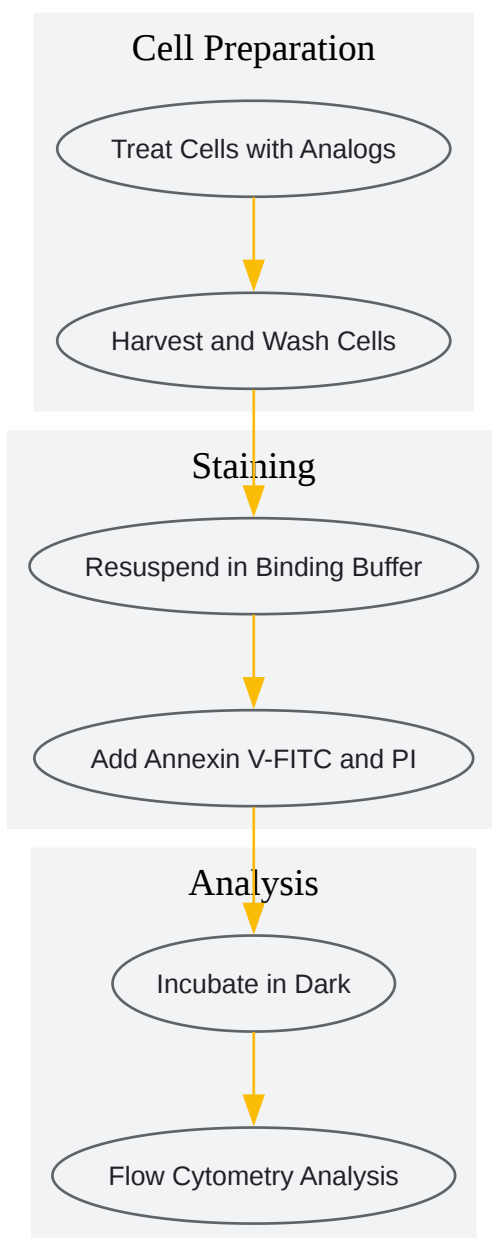 Cell Preparation
Treat Cells with Analogs
Harvest and Wash Cells
Staining
Resuspend in Binding Buffer
Add Annexin V-FITC and PI
Analysis
Incubate in Dark
Flow Cytometry Analysis